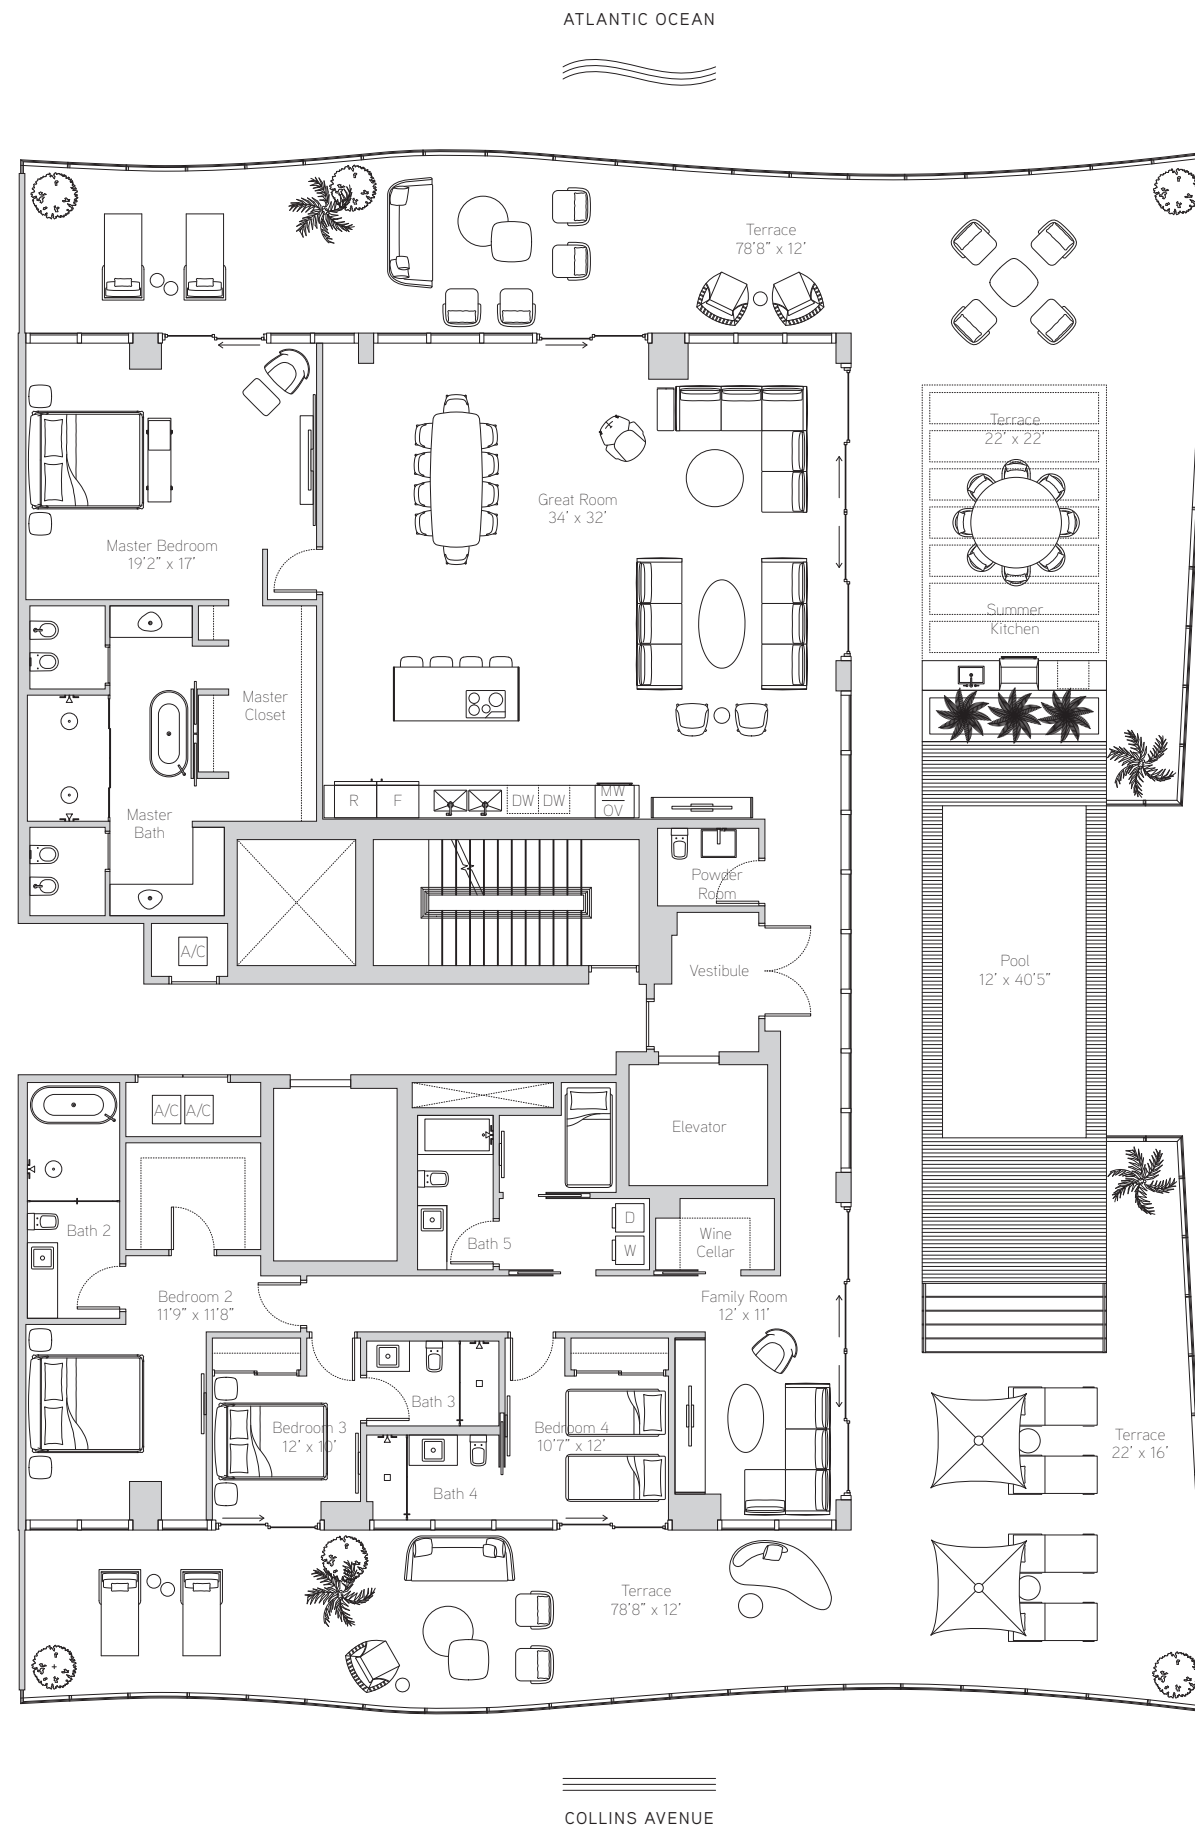 ATLANTIC OCEAN
Terrace
78'8" x 12'
Terrace
22' x 22'
Great Room
34' x 32'
Master Bedroom
19'2" x 17'
Summer
Kitchen
Master
Closet
R
F
DW
DW
MW
OV
Master
Bath
Powder
Room
A/C
Vestibule
Pool
12' x 40'5"
A/C
A/C
Elevator
Bath 2
Bath 5
D
W
Wine
Cellar
Bedroom 2
11'9" x 11'8"
Family Room
12' x 11'
Bath 3
Bedroom 3
12' x 10'
Bedroom 4
10'7" x 12'
Terrace
22' x 16'
Bath 4
Terrace
78'8" x 12'
COLLINS AVENUE